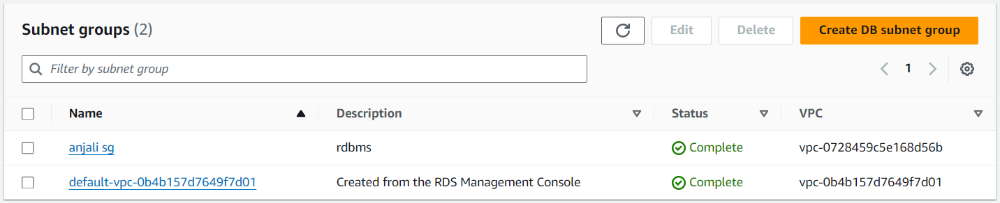 Subnet groups (2)
Edit
Delete
Create DB subnet group
Filter by subnet group
1
Name Description Status VPC
anjali sg rdbms Complete vpc-0728459c5e168d56b
default-vpc-0b4b157d7649f7d01 Created from the RDS Management Console Complete vpc-0b4b157d7649f7d01